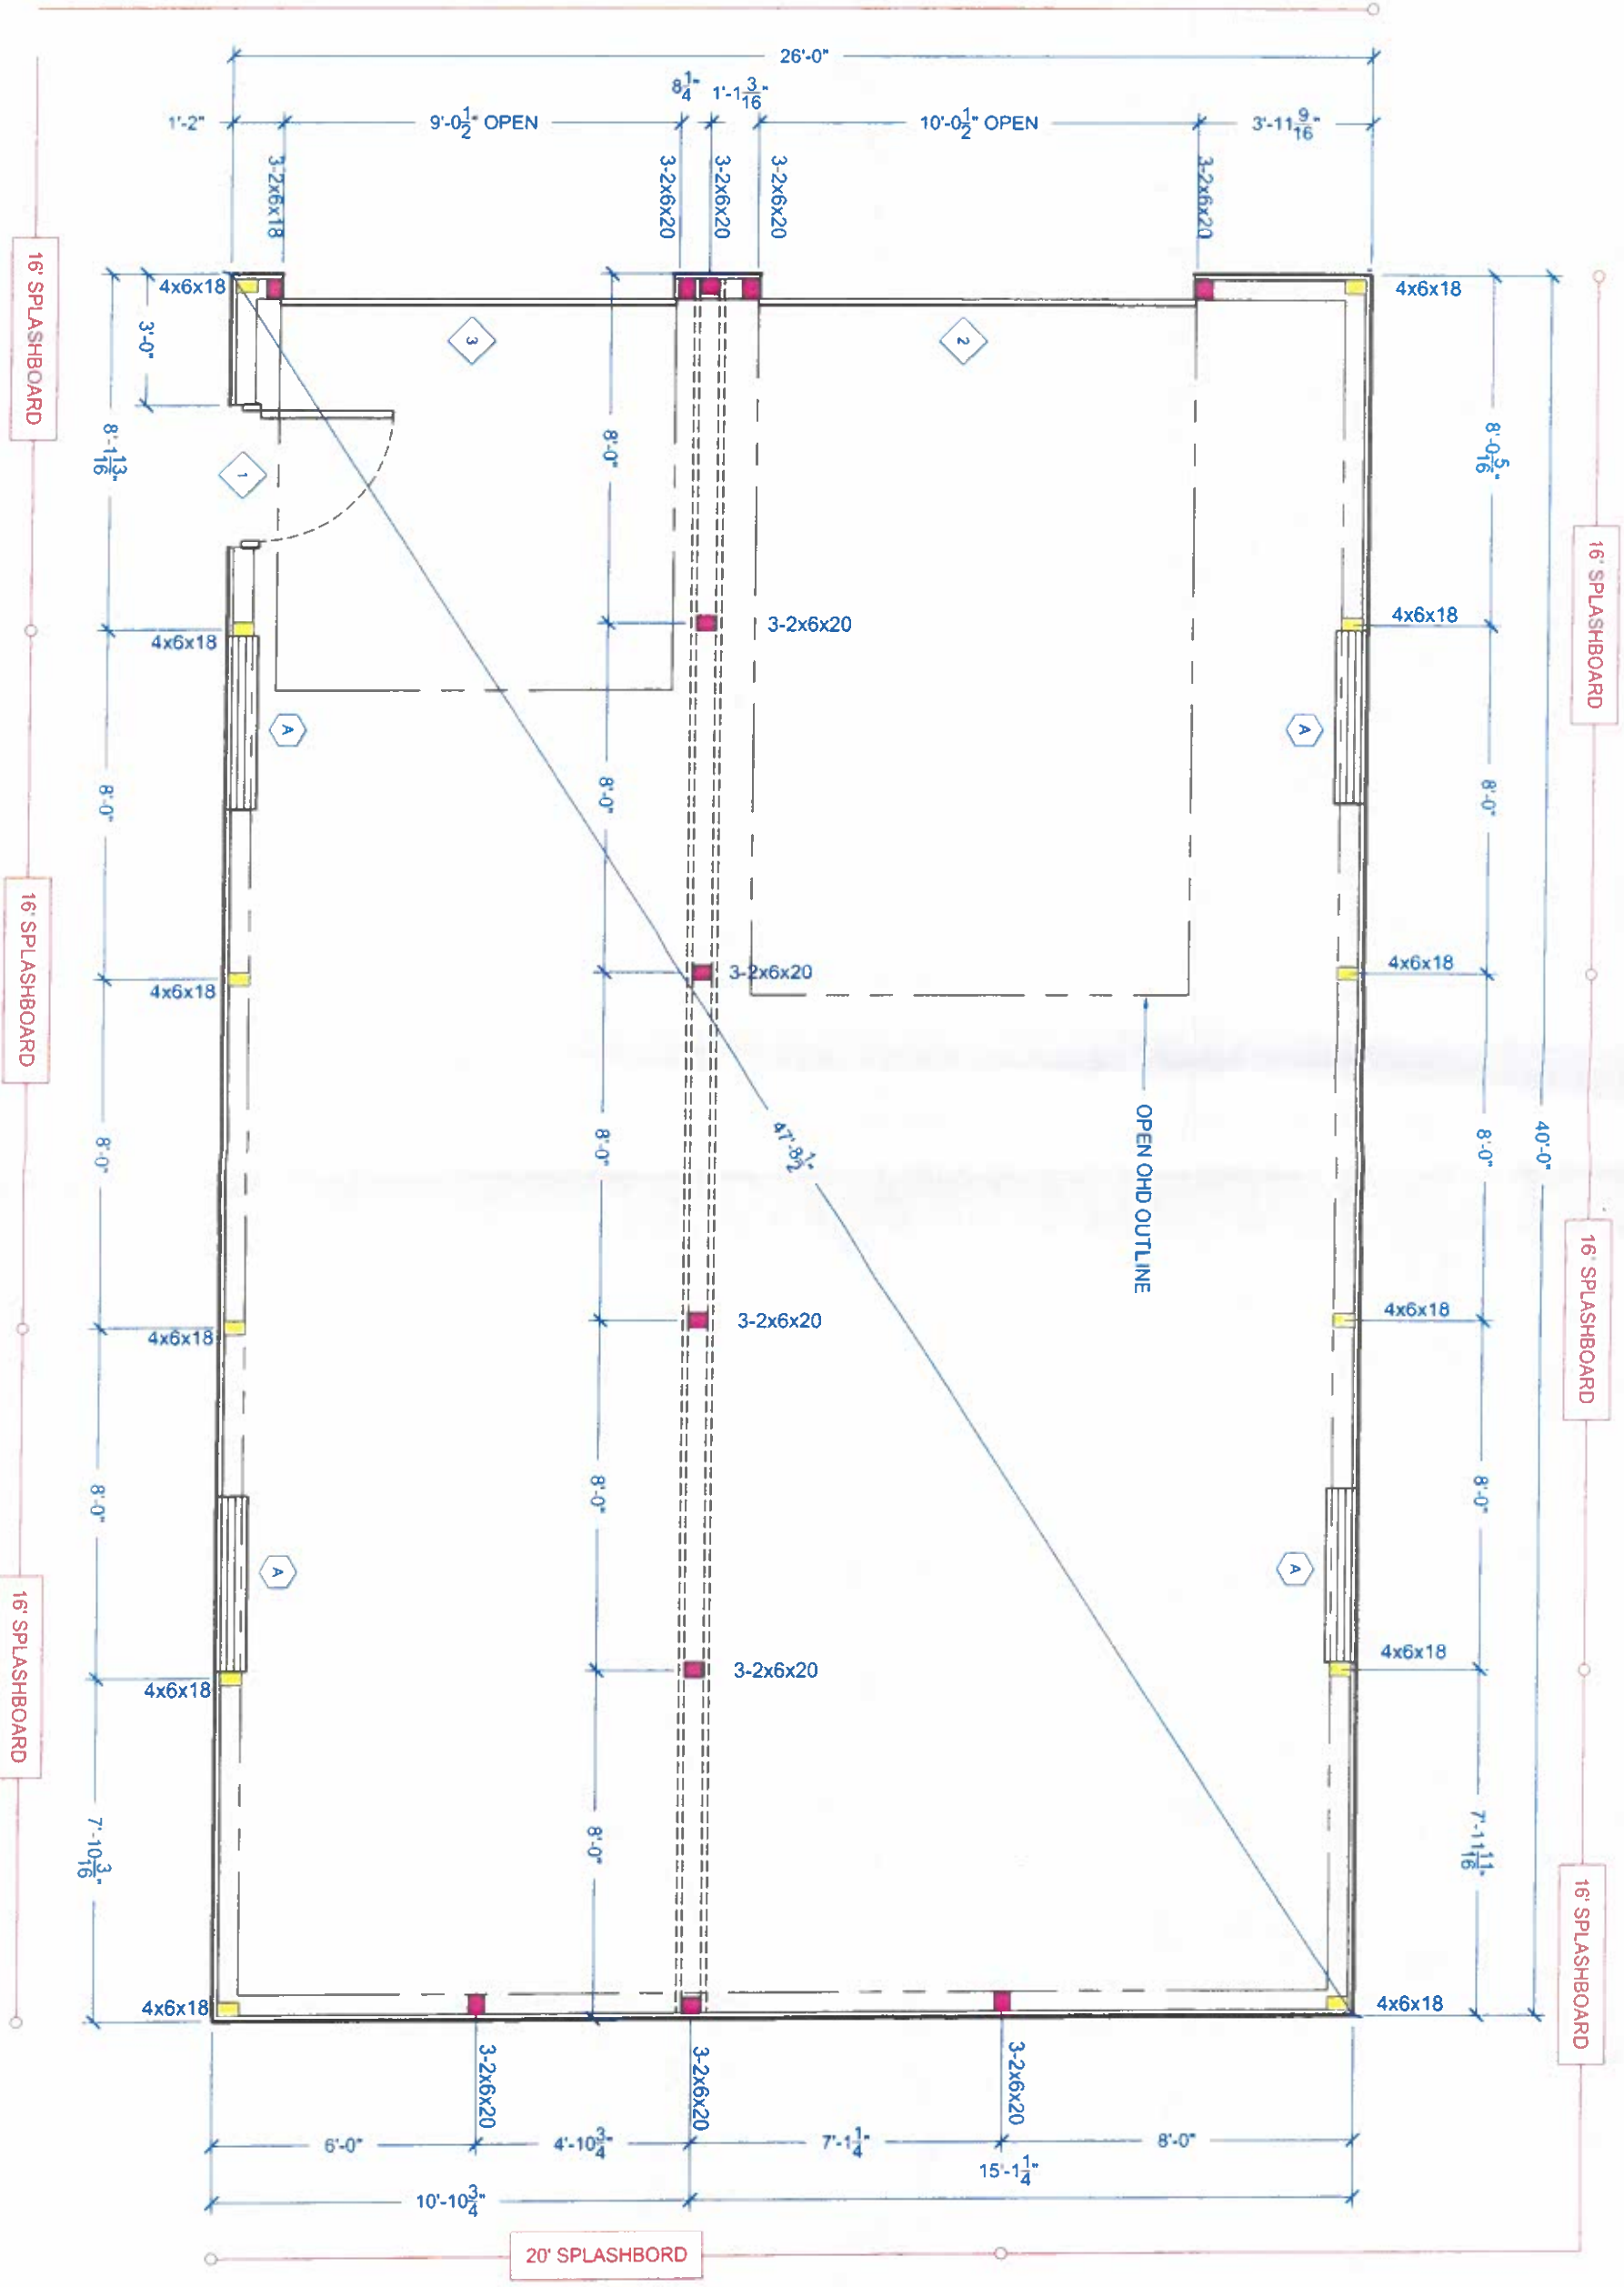 26'-0"
8 1/4"
1'-1 3/16"
1'-2"
9'-0 1/2" OPEN
10'-0 1/2" OPEN
3'-11 9/16"
3-2x6x18
3-2x6x20
3-2x6x20
3-2x6x20
3-2x6x20
16' SPLASHBOARD
4x6x18
4x6x18
3'-0"
3
2
8'-1 13/16"
8'-0"
8'-0 5/16"
1
16' SPLASHBOARD
4x6x18
3-2x6x20
4x6x18
A
A
8'-0"
8'-0"
8'-0"
16' SPLASHBOARD
4x6x18
3-2x6x20
4x6x18
8'-0"
8'-0"
47'-8 1/2"
OPEN OHD OUTLINE
8'-0"
40'-0"
4x6x18
3-2x6x20
4x6x18
16' SPLASHBOARD
8'-0"
8'-0"
8'-0"
A
A
16' SPLASHBOARD
4x6x18
3-2x6x20
4x6x18
7'-10 3/16"
8'-0"
7'-11 11/16"
16' SPLASHBOARD
4x6x18
4x6x18
3-2x6x20
3-2x6x20
3-2x6x20
6'-0"
4'-10 3/4"
7'-1 1/4"
8'-0"
15'-1 1/4"
10'-10 3/4"
20' SPLASHBORD